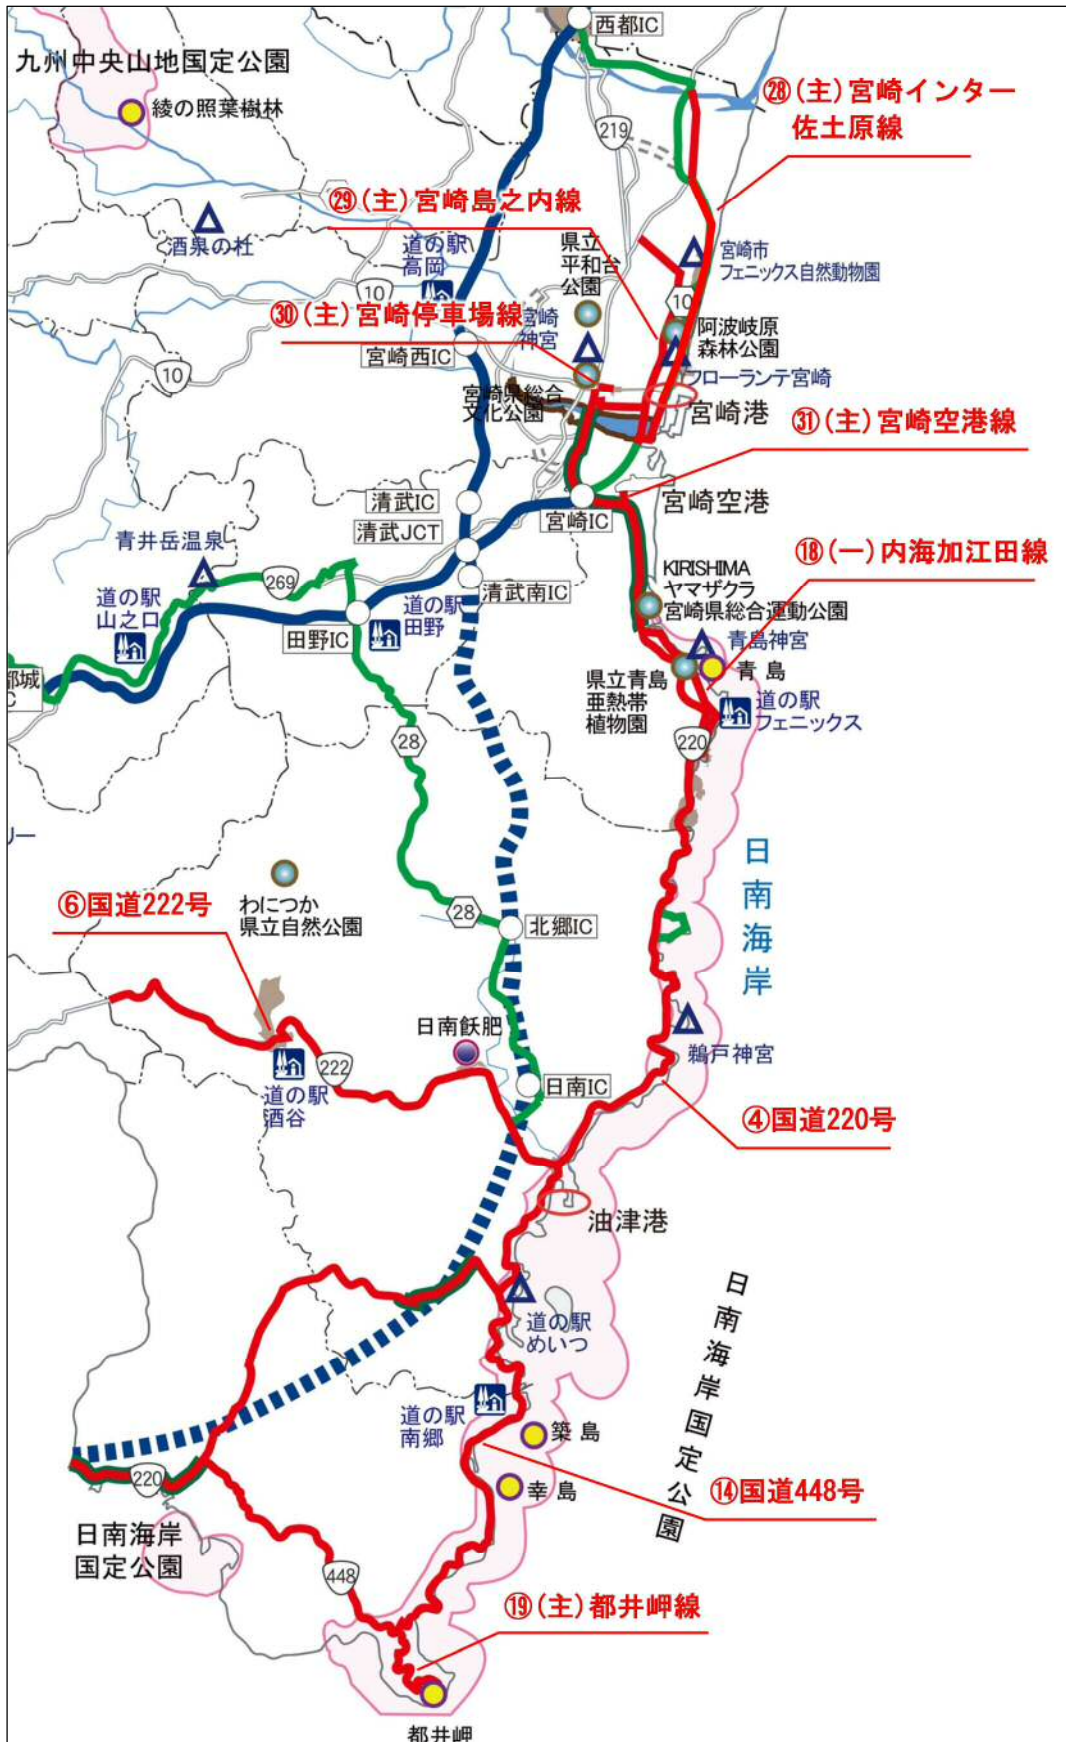 西都IC
九州中央山地国定公園
綾の照葉樹林
㉘(主)宮崎インター
佐土原線
219
㉙(主)宮崎島之内線
酒泉の杜
道の駅
高岡
県立
平和台
公園
宮崎市
フェニックス自然動物園
10
10
㉚(主)宮崎停車場線
宮崎
神宮
阿波岐原
森林公園
宮崎西IC
10
フローランテ宮崎
宮崎県総合
文化公園
宮崎港
㉛(主)宮崎空港線
清武IC
宮崎空港
宮崎IC
清武JCT
青井岳温泉
⑱(一)内海加江田線
KIRISHIMA
ヤマザクラ
宮崎県総合運動公園
269
清武南IC
道の駅
山之口
道の駅
田野
田野IC
青島神宮
青島
県立青島
亜熱帯
植物園
都城
C
道の駅
フェニックス
28
220
リー
日南海岸
わにつか
県立自然公園
⑥国道222号
28
北郷IC
日南飫肥
鵜戸神宮
222
道の駅
酒谷
日南IC
④国道220号
油津港
日南海岸国定公園
道の駅
めいつ
道の駅
南郷
築島
220
幸島
⑭国道448号
日南海岸
国定公園
448
⑲(主)都井岬線
都井岬